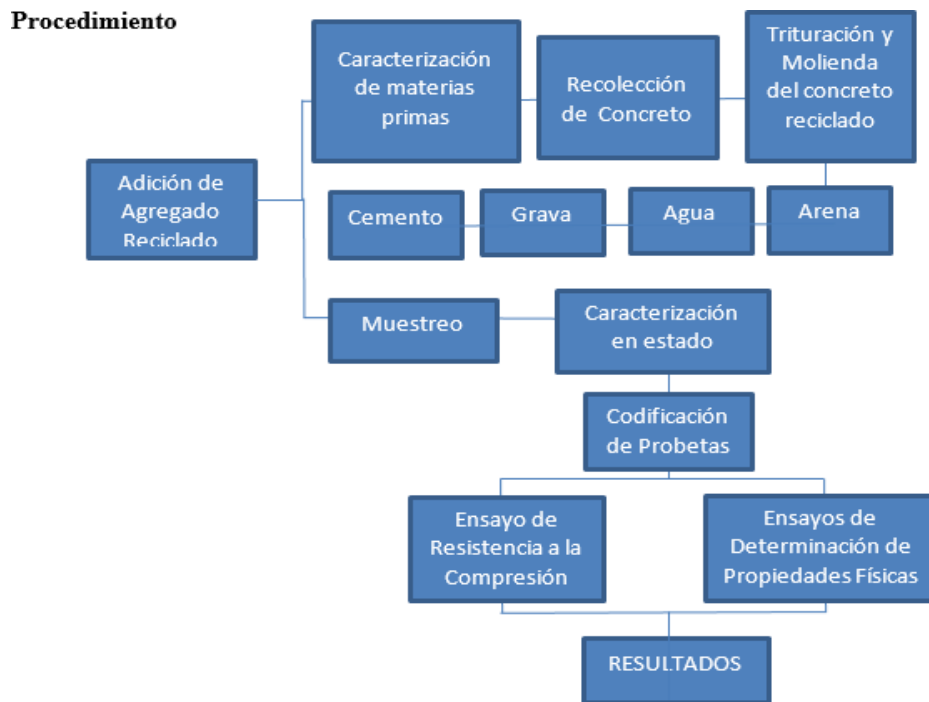 Procedimiento
Caracterización
de materias
primas
Recolección
de Concreto
Trituración y
Molienda
del concreto
reciclado
Adición de
Agregado
Reciclado
Cemento
Grava
Agua
Arena
Muestreo
Caracterización
en estado
Codificación
de Probetas
Ensayo de
Resistencia a la
Compresión
Ensayos de
Determinación de
Propiedades Físicas
RESULTADOS